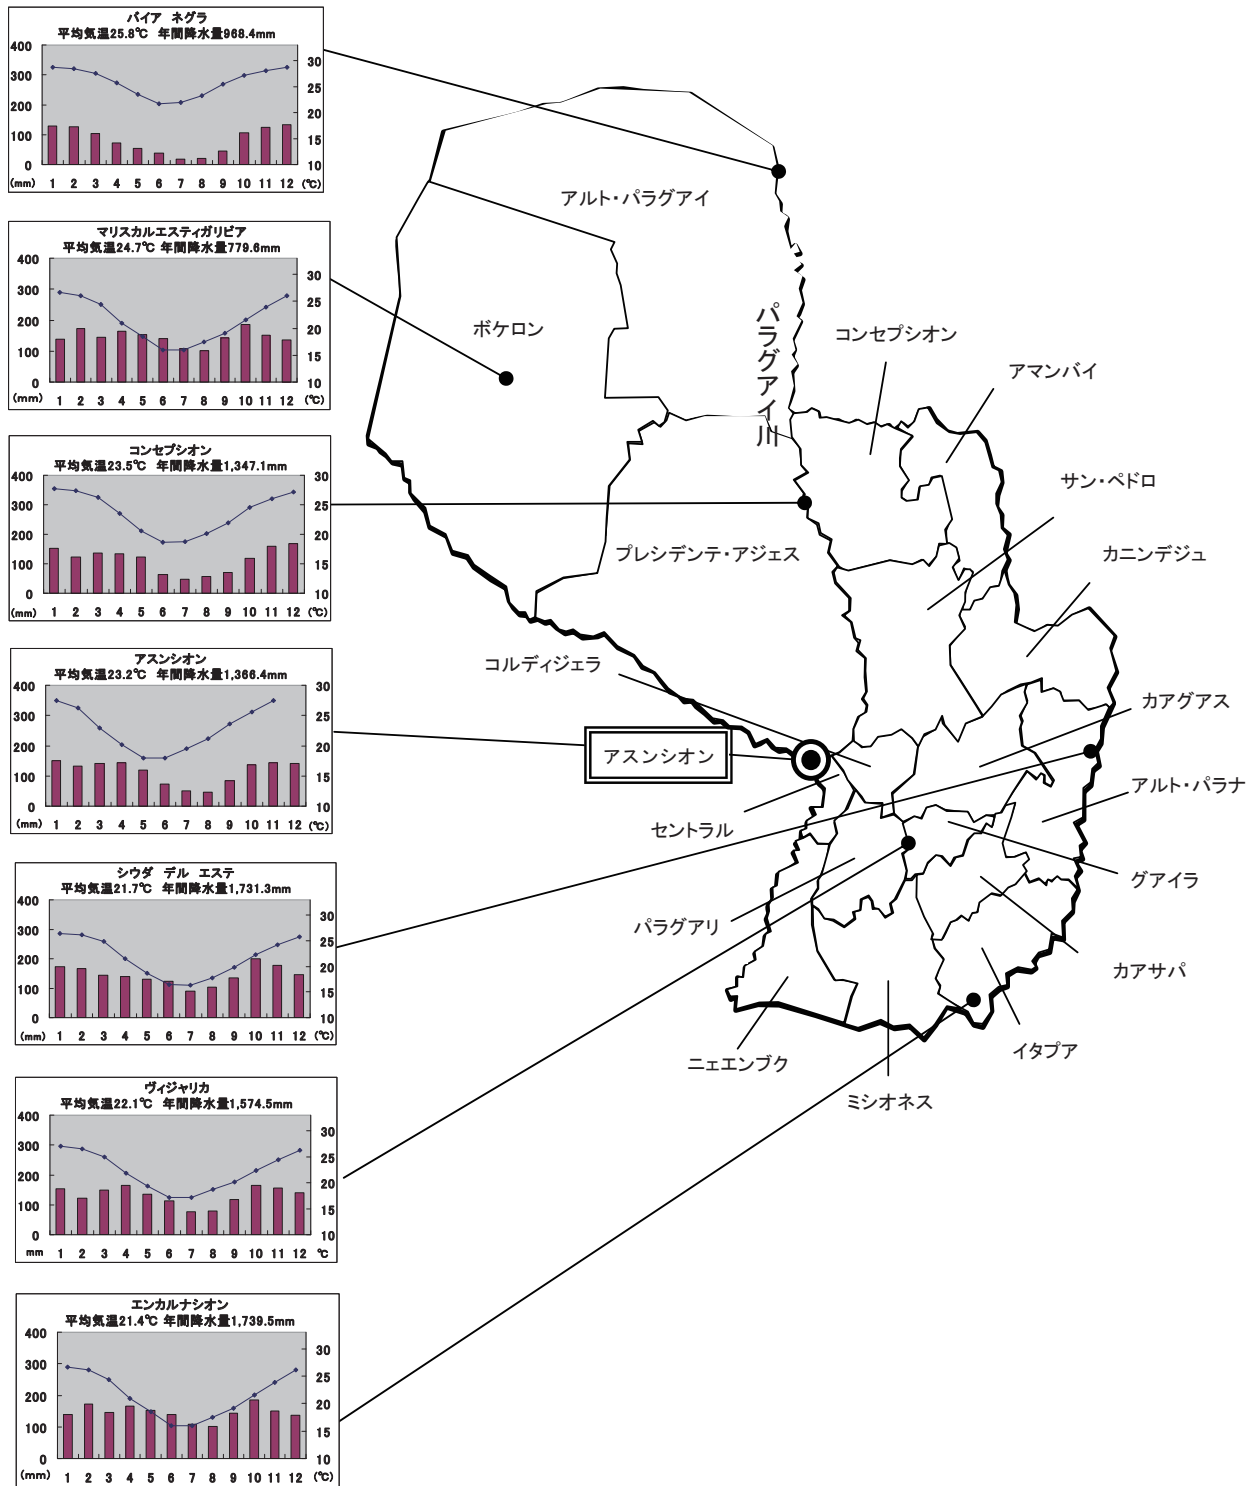 バイア ネグラ
平均気温25.8℃ 年間降水量968.4mm
400
300
200
100
0
30
25
20
15
10
(mm) 1 2 3 4 5 6 7 8 9 10 11 12 (℃)
マリスカルエスティガリビア
平均気温24.7℃ 年間降水量779.6mm
400
300
200
100
0
30
25
20
15
10
(mm) 1 2 3 4 5 6 7 8 9 10 11 12 (℃)
コンセプシオン
平均気温23.5℃ 年間降水量1,347.1mm
400
300
200
100
0
30
25
20
15
10
(mm) 1 2 3 4 5 6 7 8 9 10 11 12 (℃)
アスンシオン
平均気温23.2℃ 年間降水量1,366.4mm
400
300
200
100
0
30
25
20
15
10
(mm) 1 2 3 4 5 6 7 8 9 10 11 12 (℃)
シウダ デル エステ
平均気温21.7℃ 年間降水量1,731.3mm
400
300
200
100
0
30
25
20
15
10
(mm) 1 2 3 4 5 6 7 8 9 10 11 12 (℃)
ヴィジャリカ
平均気温22.1℃ 年間降水量1,574.5mm
400
300
200
100
0
30
25
20
15
10
mm 1 2 3 4 5 6 7 8 9 10 11 12 ℃
エンカルナシオン
平均気温21.4℃ 年間降水量1,739.5mm
400
300
200
100
0
30
25
20
15
10
(mm) 1 2 3 4 5 6 7 8 9 10 11 12 (℃)
アルト・パラグアイ
ボケロン
パラグアイ川
コンセプシオン
アマンバイ
サン・ペドロ
プレシデンテ・アジェス
カニンデジュ
コルディジェラ
カアグアス
アスンシオン
アルト・パラナ
セントラル
グアイラ
パラグアリ
カアサパ
ニェエンブク
イタプア
ミシオネス